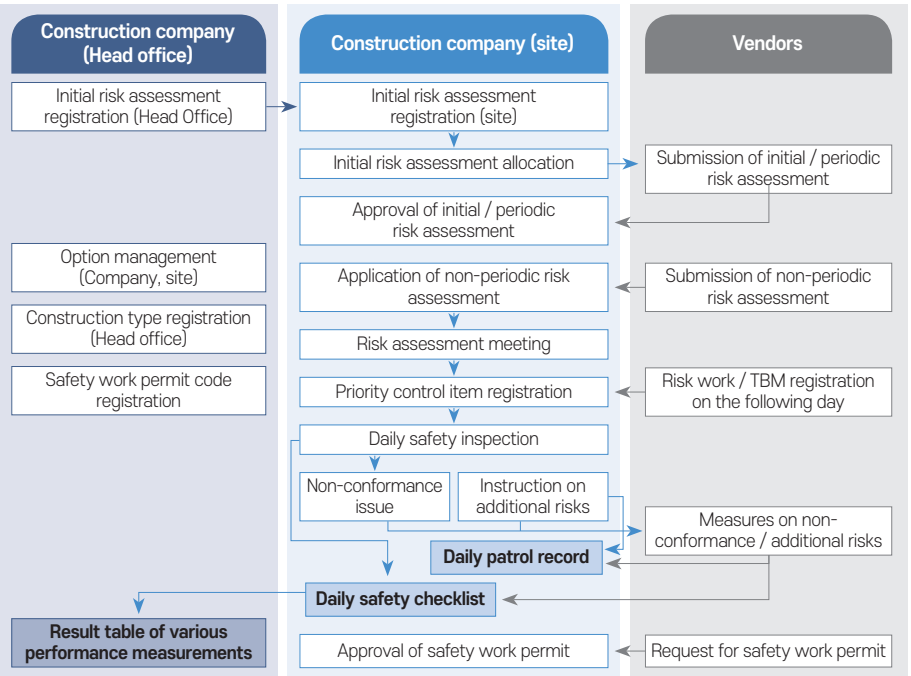 Construction company
(Head office)
Construction company (site)
Vendors
Initial risk assessment
registration (Head Office)
Initial risk assessment
registration (site)
Initial risk assessment allocation
Submission of initial / periodic
risk assessment
Approval of initial / periodic
risk assessment
Option management
(Company, site)
Application of non-periodic risk
assessment
Submission of non-periodic
risk assessment
Construction type registration
(Head office)
Risk assessment meeting
Safety work permit code
registration
Priority control item registration
Risk work / TBM registration
on the following day
Daily safety inspection
Non-conformance
issue
Instruction on
additional risks
Measures on non-
conformance / additional risks
Daily patrol record
Daily safety checklist
Result table of various
performance measurements
Approval of safety work permit
Request for safety work permit